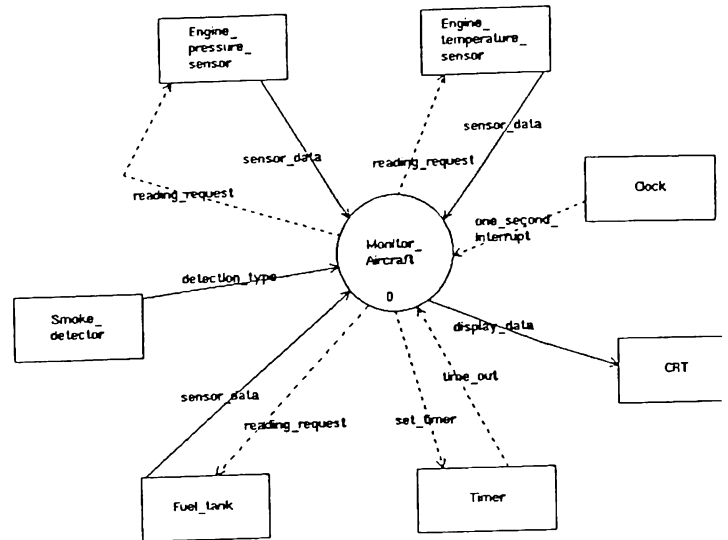 Engine_
pressure_
sensor
Engine_
temperature_
sensor
sensor_data
sensor_data
reading_request
reading_request
Clock
one_second_
interrupt
Monitor_
Aircraft
0
detection_type
Smoke_
detector
display_data
CRT
time_out
sensor_data
reading_request
set_timer
Fuel_tank
Timer